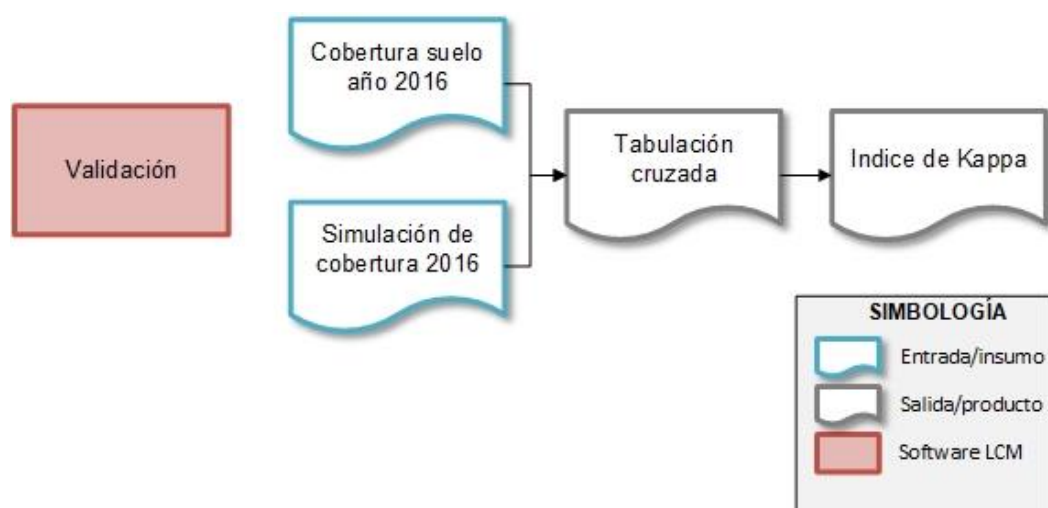 Validación
Cobertura suelo
año 2016
Simulación de
cobertura 2016
Tabulación
cruzada
Indice de Kappa
SIMBOLOGÍA
Entrada/insumo
Salida/producto
Software LCM